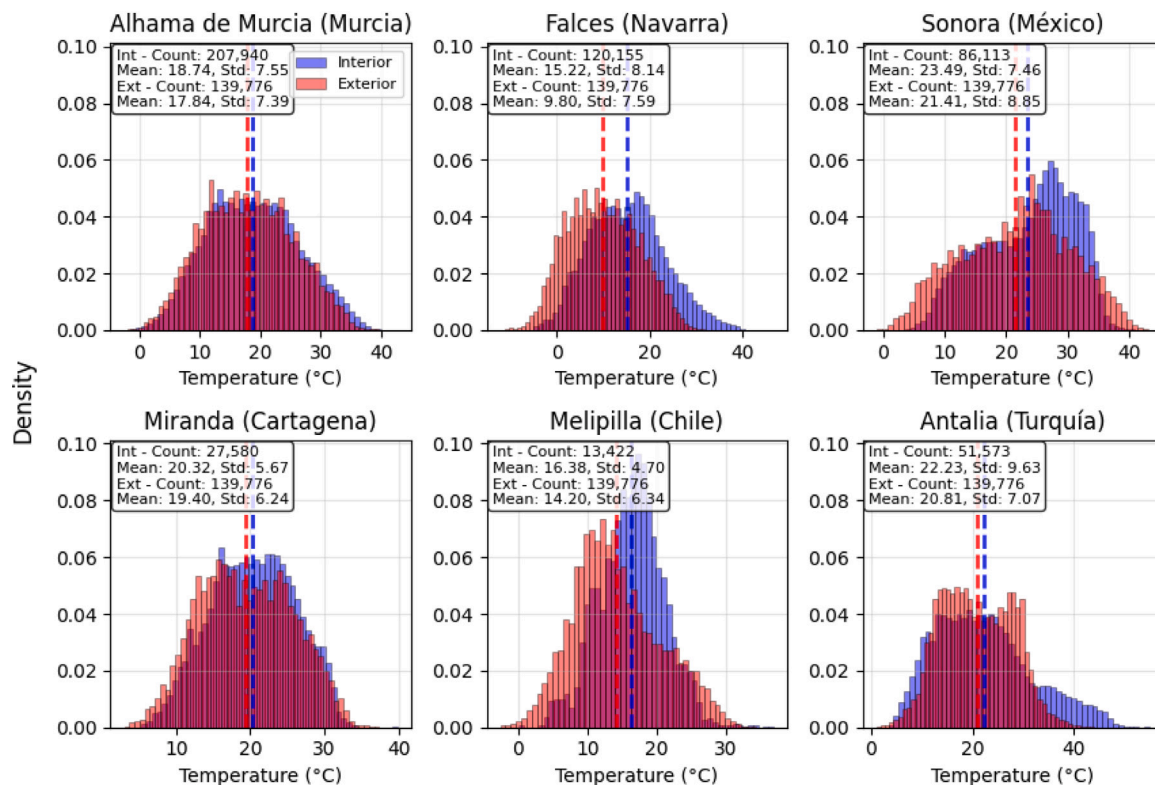 Alhama de Murcia (Murcia)
Int - Count: 207,940
Mean: 18.74, Std: 7.55
Ext - Count: 139,776
Mean: 17.84, Std: 7.39
Interior
Exterior
0.10
0.08
0.06
0.04
0.02
0.00
0
10
20
30
40
Temperature (°C)
Falces (Navarra)
Int - Count: 120,155
Mean: 15.22, Std: 8.14
Ext - Count: 139,776
Mean: 9.80, Std: 7.59
0.10
0.08
0.06
0.04
0.02
0.00
0
20
40
Temperature (°C)
Sonora (México)
Int - Count: 86,113
Mean: 23.49, Std: 7.46
Ext - Count: 139,776
Mean: 21.41, Std: 8.85
0.10
0.08
0.06
0.04
0.02
0.00
0
10
20
30
40
Temperature (°C)
Density
Miranda (Cartagena)
Int - Count: 27,580
Mean: 20.32, Std: 5.67
Ext - Count: 139,776
Mean: 19.40, Std: 6.24
0.10
0.08
0.06
0.04
0.02
0.00
10
20
30
40
Temperature (°C)
Melipilla (Chile)
Int - Count: 13,422
Mean: 16.38, Std: 4.70
Ext - Count: 139,776
Mean: 14.20, Std: 6.34
0.10
0.08
0.06
0.04
0.02
0.00
0
10
20
30
Temperature (°C)
Antalia (Turquía)
Int - Count: 51,573
Mean: 22.23, Std: 9.63
Ext - Count: 139,776
Mean: 20.81, Std: 7.07
0.10
0.08
0.06
0.04
0.02
0.00
0
20
40
Temperature (°C)